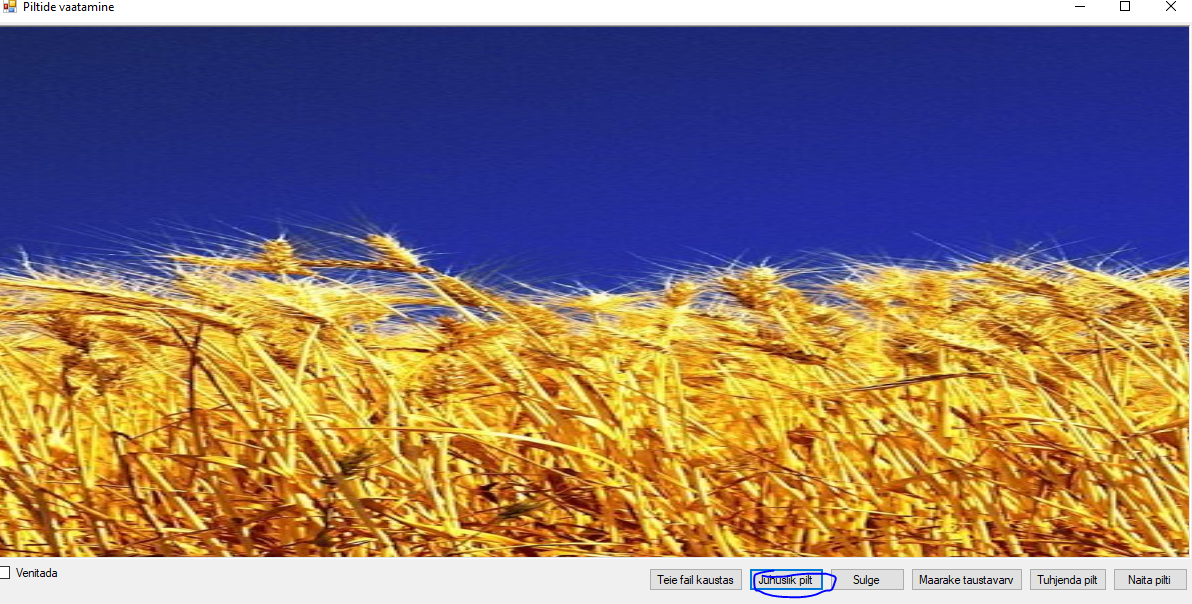 Piltide vaatamine
Venitada
Teie fail kaustas
Juhuslik pilt
Sulge
Maarake taustavarv
Tuhjenda pilt
Naita pilti